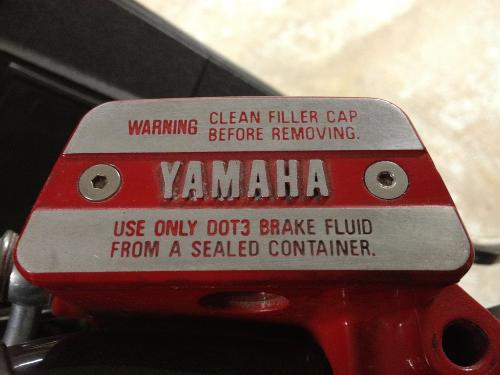 WARNING CLEAN FILLER CAP
BEFORE REMOVING.
YAMAHA
USE ONLY DOT3 BRAKE FLUID
FROM A SEALED CONTAINER.